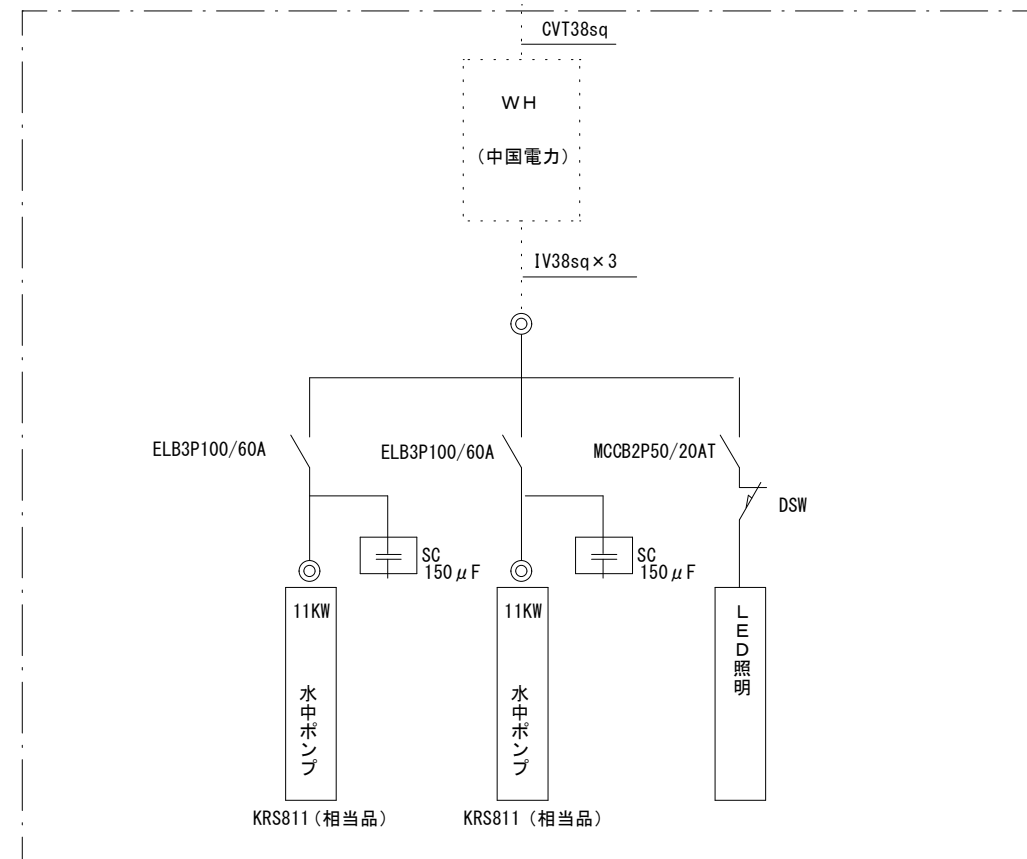 CVT38sq
WH
(中国電力)
IV38sq×3
ELB3P100/60A
ELB3P100/60A
MCCB2P50/20AT
DSW
SC
150μF
SC
150μF
11KW
11KW
水中ポンプ
水中ポンプ
LED照明
KRS811(相当品)
KRS811(相当品)